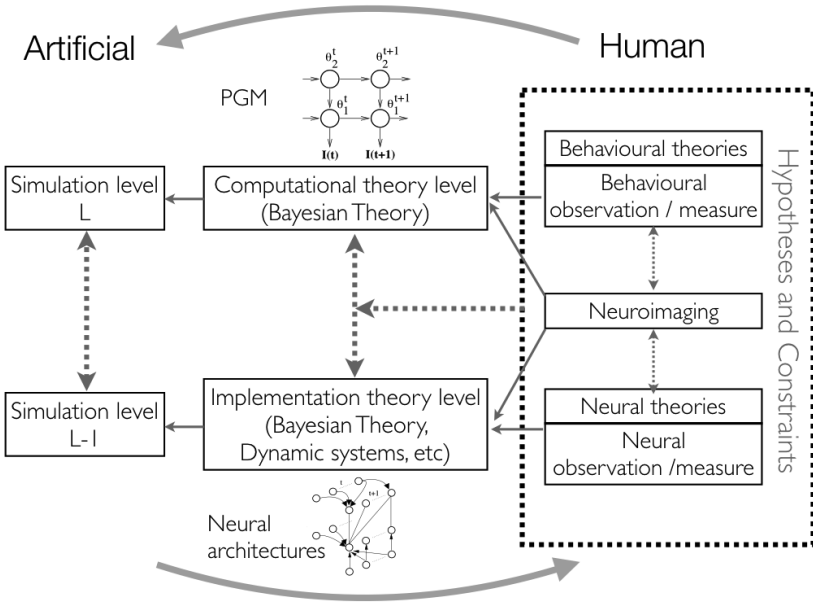 Artificial
Human
PGM
θ₂ᵗ
θ₂ᵗ⁺¹
θ₁ᵗ
θ₁ᵗ⁺¹
I(t)
I(t+1)
Behavioural theories
Behavioural
observation / measure
Simulation level
L
Computational theory level
(Bayesian Theory)
Neuroimaging
Hypotheses and Constraints
Simulation level
L-1
Implementation theory level
(Bayesian Theory,
Dynamic systems, etc)
Neural theories
Neural
observation /measure
t
t+1
Neural
architectures